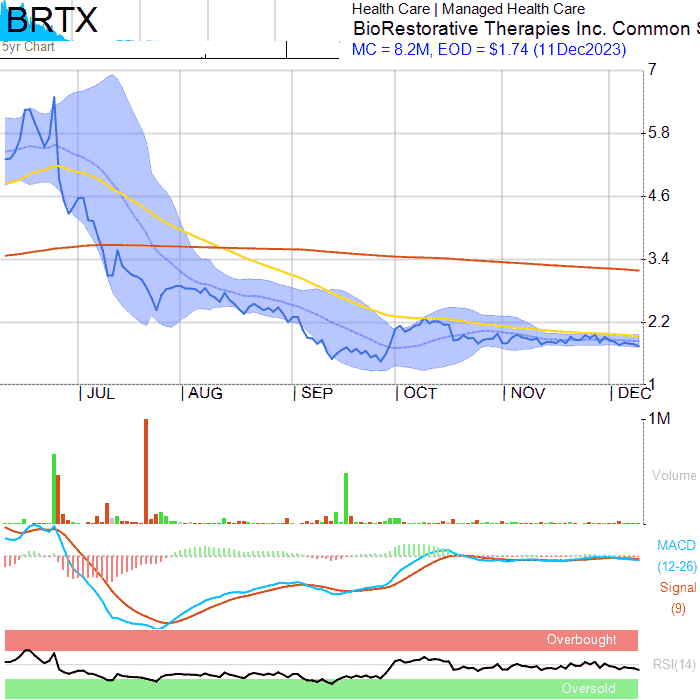 BRTX
5yr Chart
Health Care | Managed Health Care
BioRestorative Therapies Inc. Common S
MC = 8.2M, EOD = $1.74 (11Dec2023)
7
5.8
4.6
3.4
2.2
1
JUL AUG SEP OCT NOV DEC
1M
Volume
MACD
(12-26)
Signal
(9)
Overbought
RSI(14)
Oversold